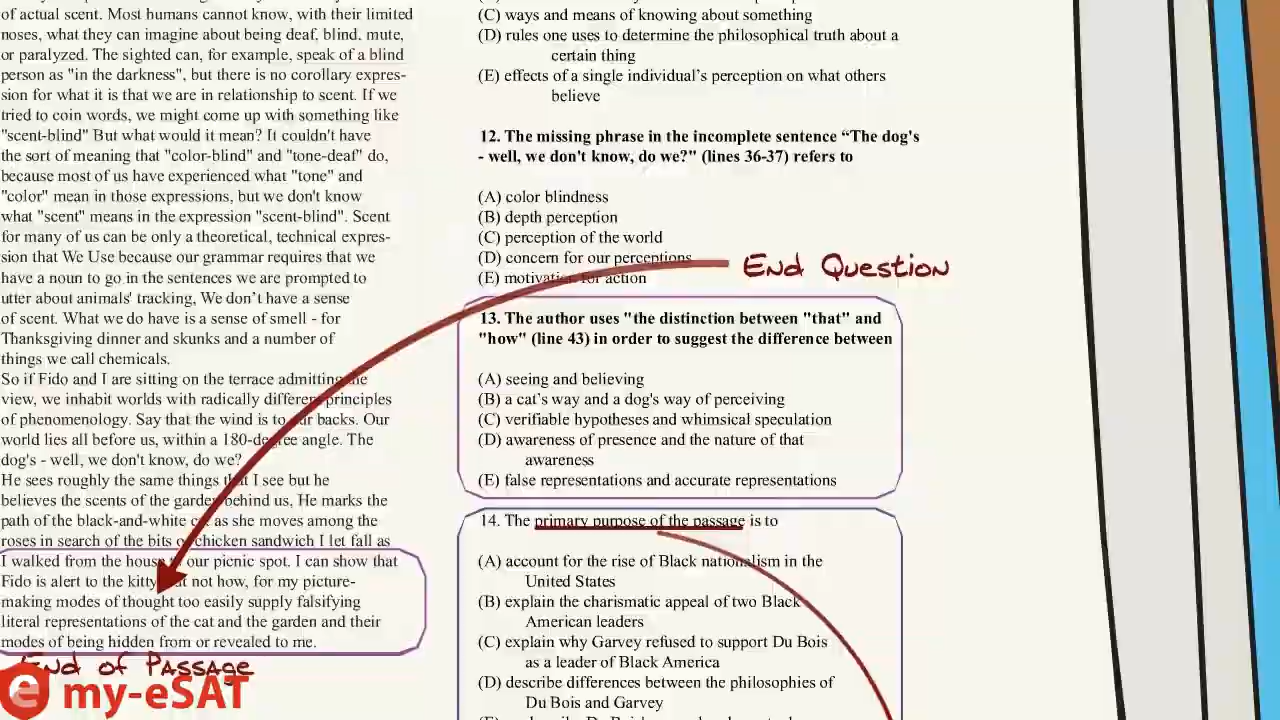 of actual scent. Most humans cannot know, with their limited
noses, what they can imagine about being deaf, blind. mute,
or paralyzed. The sighted can, for example, speak of a blind
person as "in the darkness", but there is no corollary expres-
sion for what it is that we are in relationship to scent. If we
tried to coin words, we might come up with something like
"scent-blind" But what would it mean? It couldn't have
the sort of meaning that "color-blind" and "tone-deaf" do,
because most of us have experienced what "tone" and
"color" mean in those expressions, but we don't know
what "scent" means in the expression "scent-blind". Scent
for many of us can be only a theoretical, technical expres-
sion that We Use because our grammar requires that we
have a noun to go in the sentences we are prompted to
utter about animals' tracking, We don't have a sense
of scent. What we do have is a sense of smell - for
Thanksgiving dinner and skunks and a number of
things we call chemicals.
So if Fido and I are sitting on the terrace admitting the
view, we inhabit worlds with radically different principles
of phenomenology. Say that the wind is to our backs. Our
world lies all before us, within a 180-degree angle. The
dog's - well, we don't know, do we?
He sees roughly the same things that I see but he
believes the scents of the garden behind us, He marks the
path of the black-and-white cat as she moves among the
roses in search of the bits of chicken sandwich I let fall as
I walked from the house to our picnic spot. I can show that
Fido is alert to the kitty, but not how, for my picture-
making modes of thought too easily supply falsifying
literal representations of the cat and the garden and their
modes of being hidden from or revealed to me.
End of Passage
my-eSAT
(C) ways and means of knowing about something
(D) rules one uses to determine the philosophical truth about a
certain thing
(E) effects of a single individual's perception on what others
believe
12. The missing phrase in the incomplete sentence “The dog's
- well, we don't know, do we?" (lines 36-37) refers to
(A) color blindness
(B) depth perception
(C) perception of the world
(D) concern for our perceptions
(E) motivation for action
End Question
13. The author uses "the distinction between "that" and
"how" (line 43) in order to suggest the difference between
(A) seeing and believing
(B) a cat’s way and a dog's way of perceiving
(C) verifiable hypotheses and whimsical speculation
(D) awareness of presence and the nature of that
awareness
(E) false representations and accurate representations
14. The primary purpose of the passage is to
(A) account for the rise of Black nationalism in the
United States
(B) explain the charismatic appeal of two Black
American leaders
(C) explain why Garvey refused to support Du Bois
as a leader of Black America
(D) describe differences between the philosophies of
Du Bois and Garvey